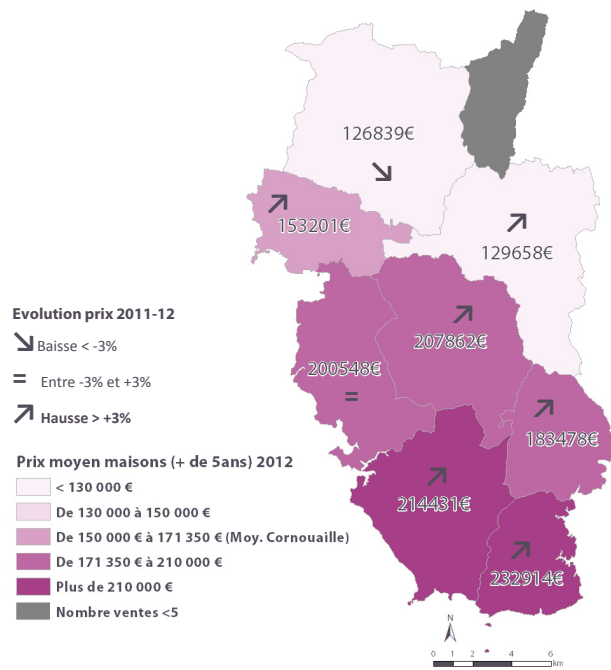 126839€
153201€
129658€
Evolution prix 2011-12
Baisse < -3%
= Entre -3% et +3%
Hausse > +3%
207862€
200548€
=
183478€
Prix moyen maisons (+ de 5ans) 2012
< 130 000 €
De 130 000 à 150 000 €
De 150 000 € à 171 350 € (Moy. Cornouaille)
De 171 350 € à 210 000 €
Plus de 210 000 €
Nombre ventes <5
214431€
232914€
N
0 1 2 4 6
km